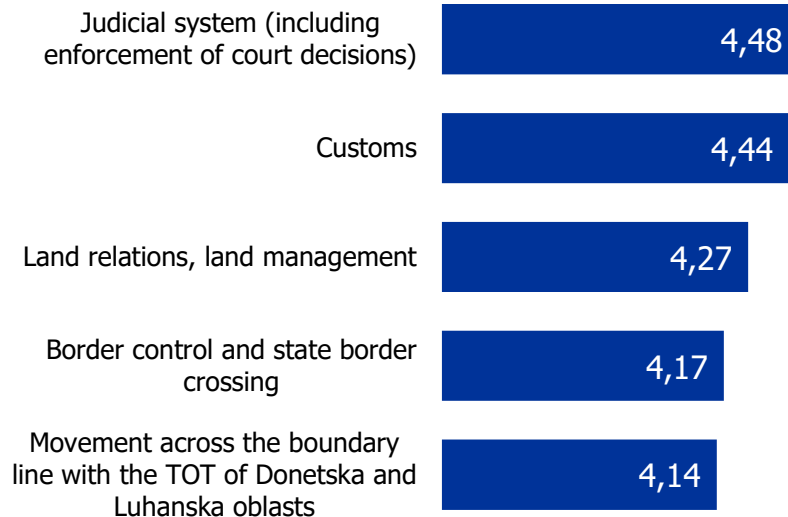 Judicial system (including
enforcement of court decisions)
4,48
Customs
4,44
Land relations, land management
4,27
Border control and state border
crossing
4,17
Movement across the boundary
line with the TOT of Donetska and
Luhanska oblasts
4,14